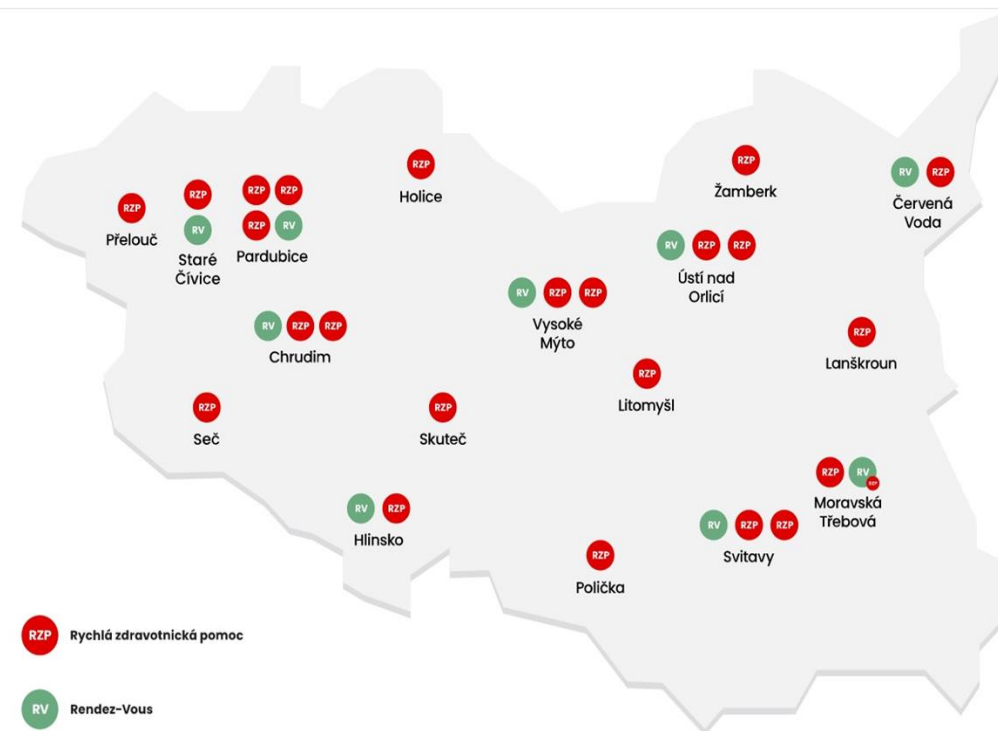 RZP
Žamberk
RZP
Holice
RV RZP
Červená
Voda
RZP
Přelouč
RZP
RV
Staré
Čívice
RZP RZP
RZP RV
Pardubice
RV RZP RZP
Ústí nad
Orlicí
RV RZP RZP
Vysoké
Mýto
RV RZP RZP
Chrudim
RZP
Lanškroun
RZP
Litomyšl
RZP
Seč
RZP
Skuteč
RZP RV
RZP
Moravská
Třebová
RV RZP
Hlinsko
RV RZP RZP
Svitavy
RZP
Polička
RZP Rychlá zdravotnická pomoc
RV Rendez-Vous